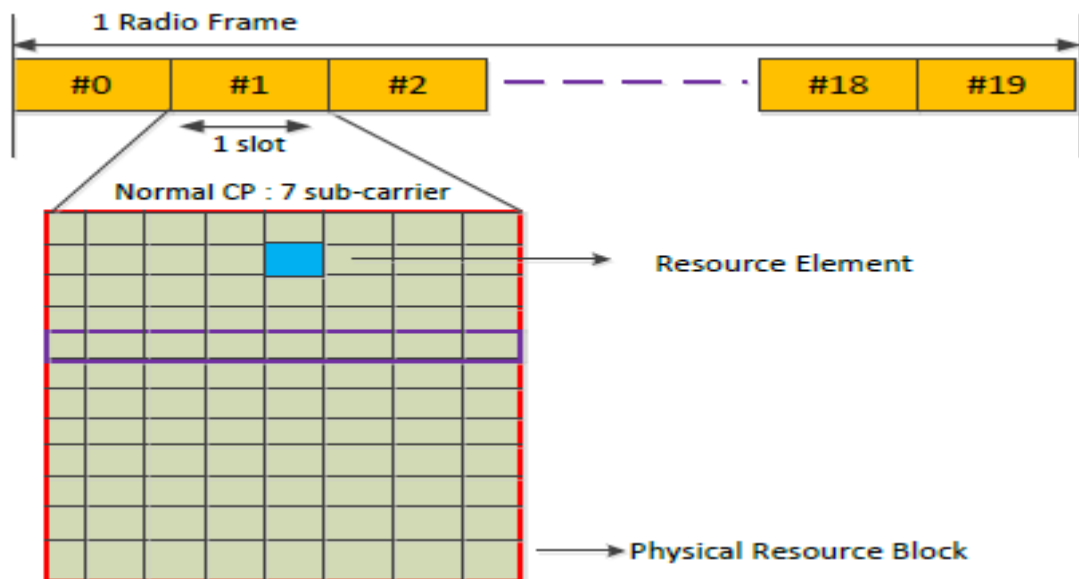 1 Radio Frame
#0 #1 #2 #18 #19
1 slot
Normal CP : 7 sub-carrier
Resource Element
Physical Resource Block